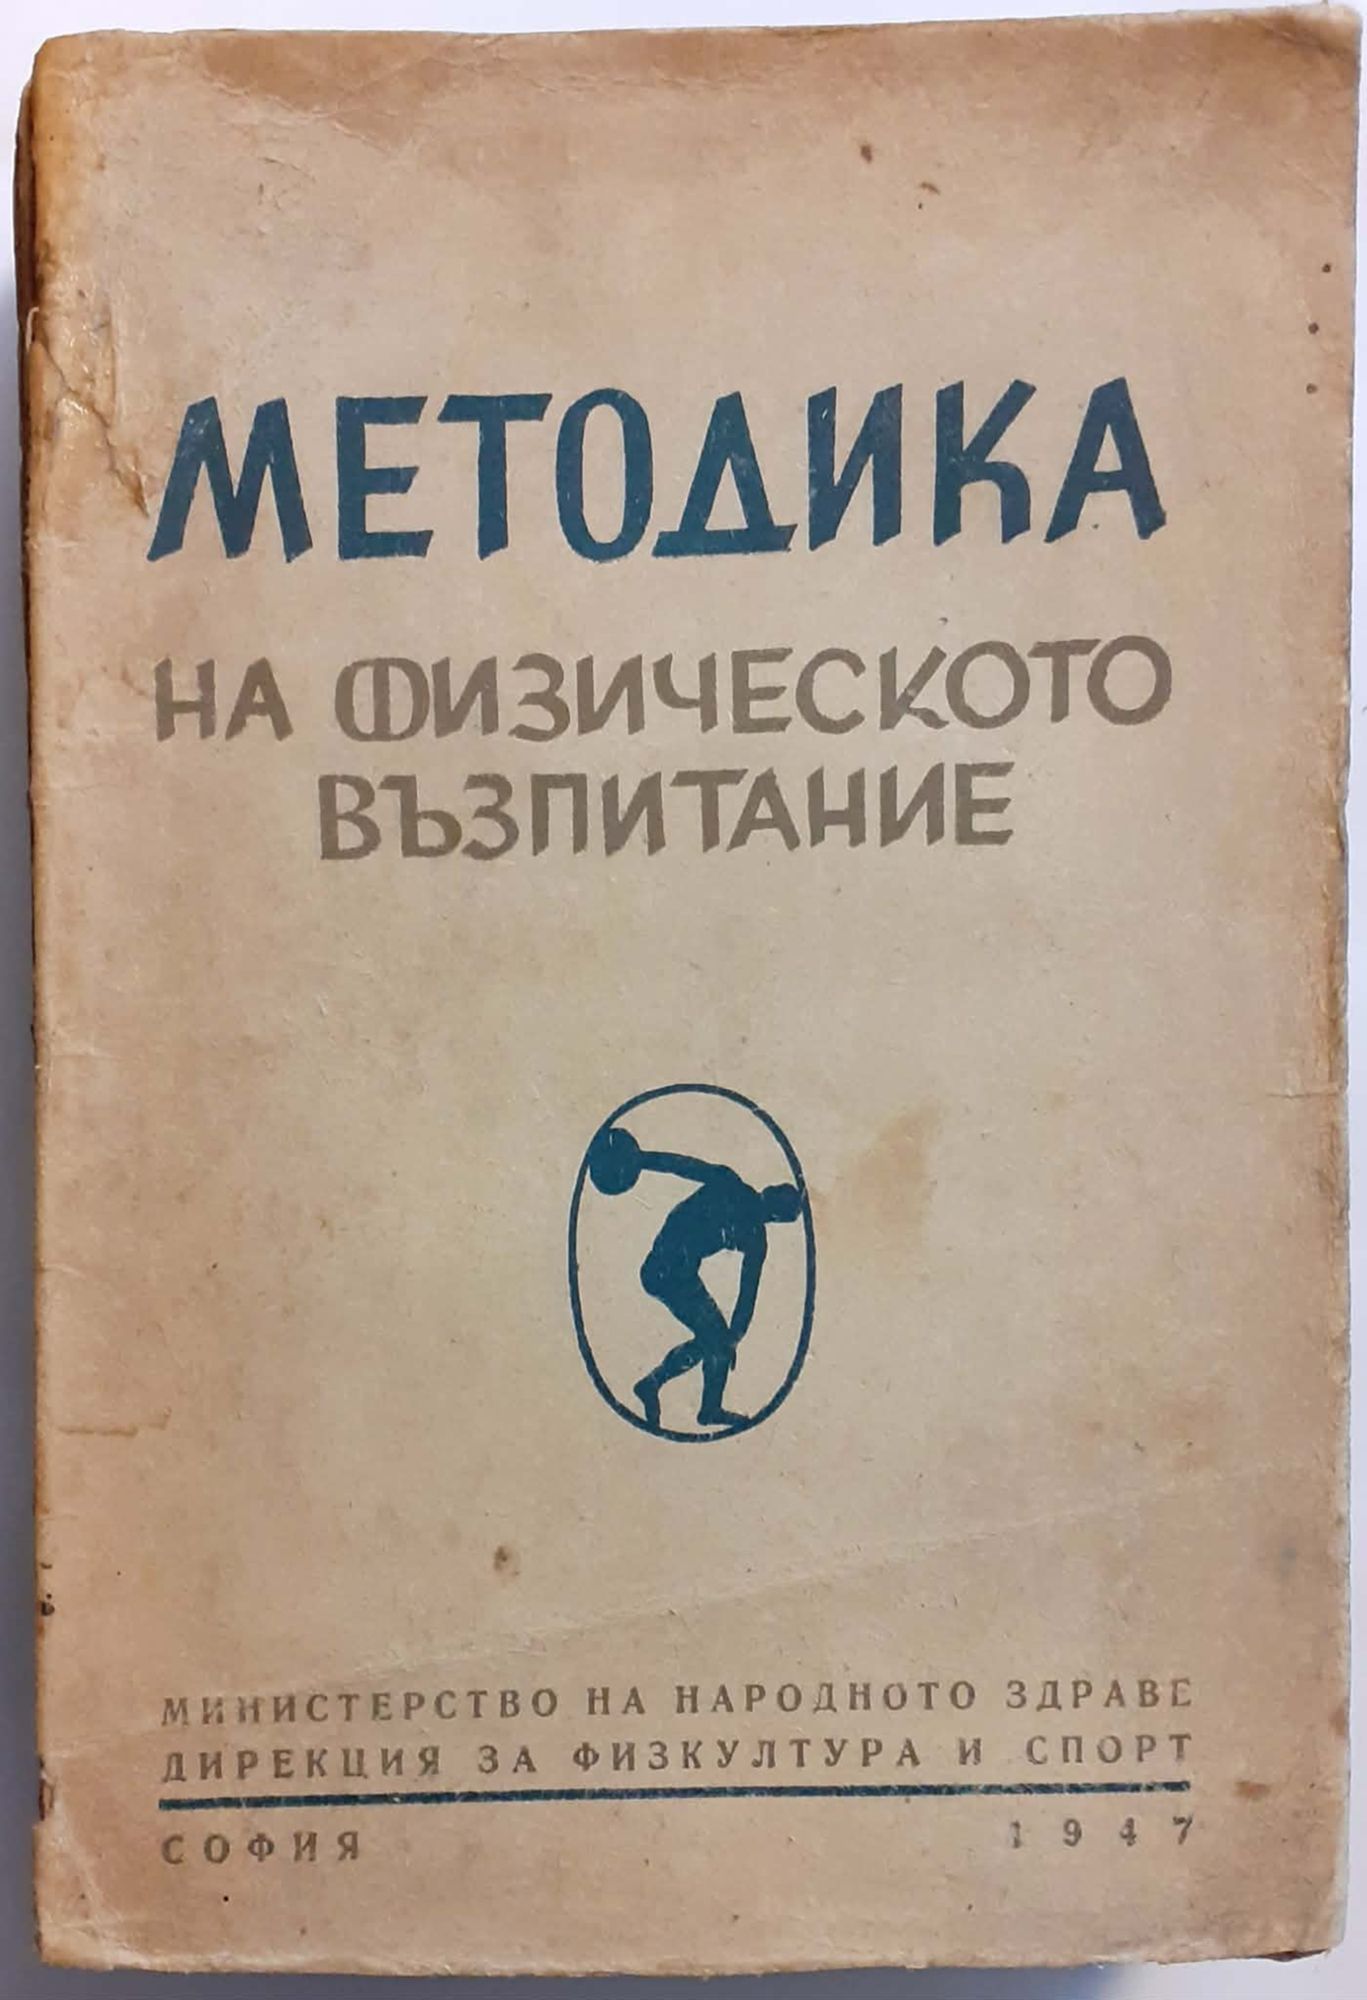 МЕТОДИКА
НА ФИЗИЧЕСКОТО
ВЪЗПИТАНИЕ
МИНИСТЕРСТВО НА НАРОДНОТО ЗДРАВЕ
ДИРЕКЦИЯ ЗА ФИЗКУЛТУРА И СПОРТ
СОФИЯ 1947